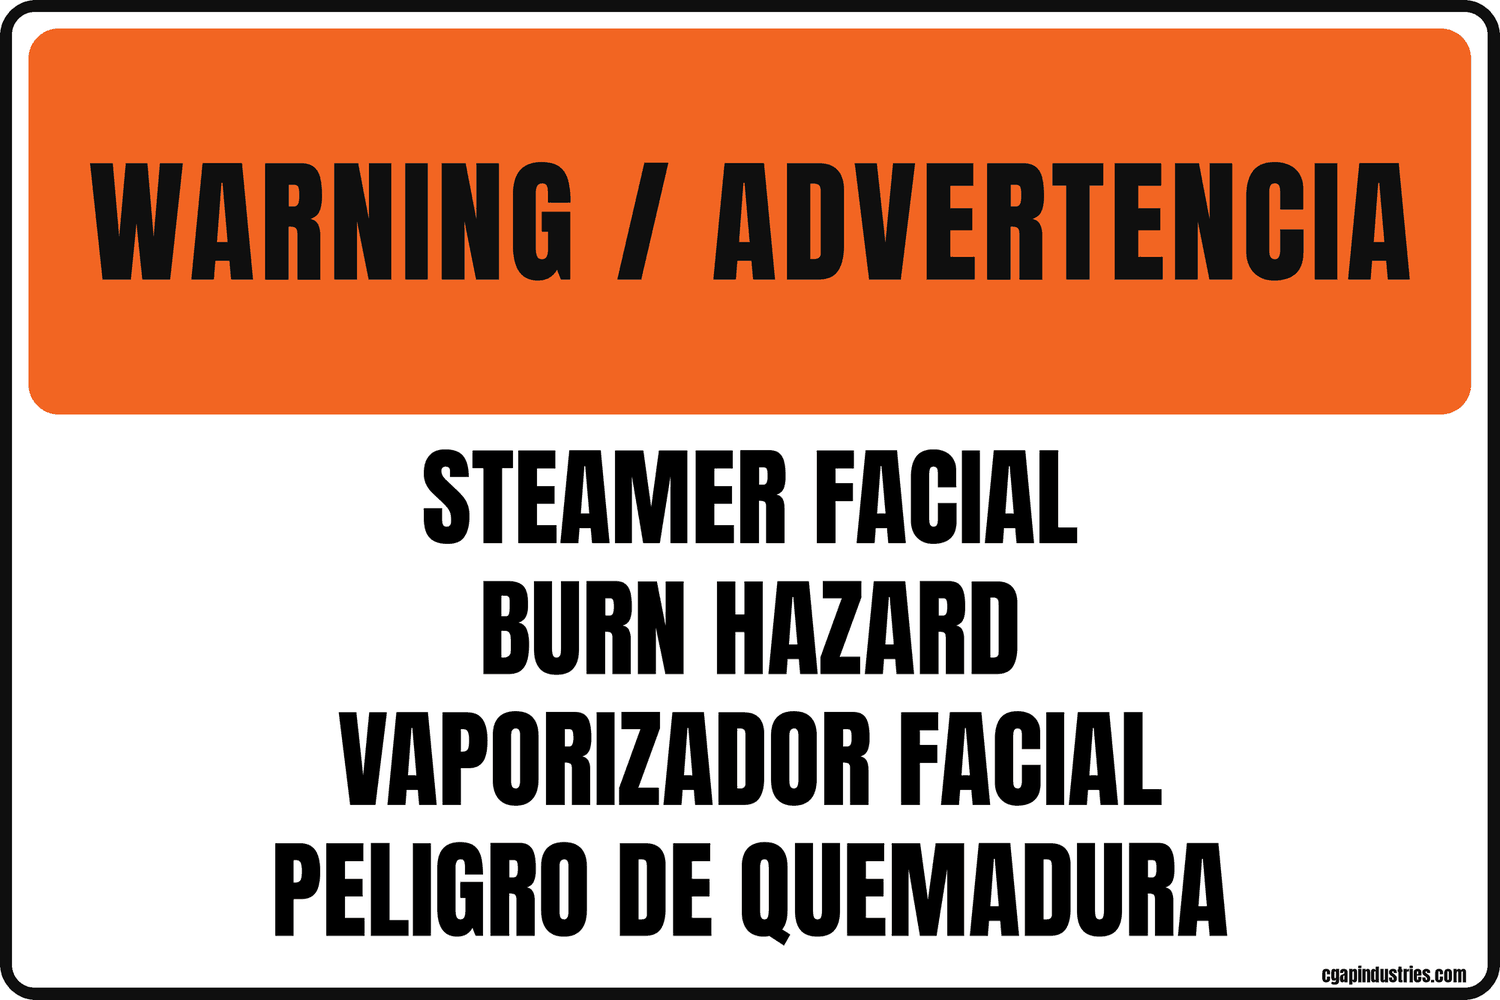 WARNING / ADVERTENCIA
STEAMER FACIAL
BURN HAZARD
VAPORIZADOR FACIAL
PELIGRO DE QUEMADURA
cgapindustries.com